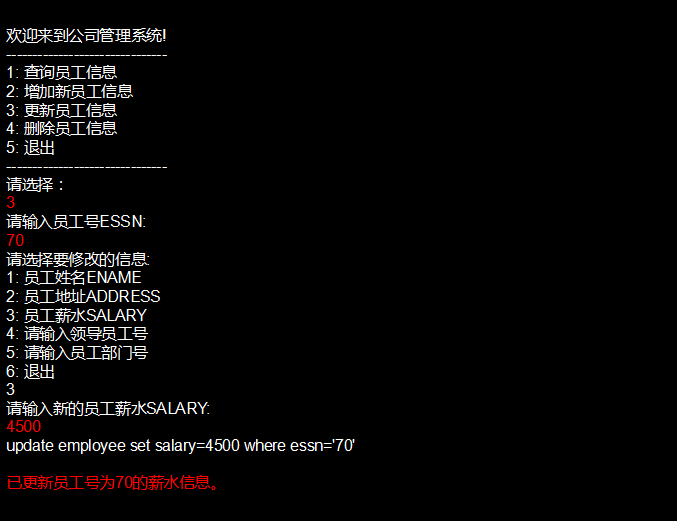 欢迎来到公司管理系统!
-------------------------------
1: 查询员工信息
2: 增加新员工信息
3: 更新员工信息
4: 删除员工信息
5: 退出
-------------------------------
请选择：
3
请输入员工号ESSN:
70
请选择要修改的信息:
1: 员工姓名ENAME
2: 员工地址ADDRESS
3: 员工薪水SALARY
4: 请输入领导员工号
5: 请输入员工部门号
6: 退出
3
请输入新的员工薪水SALARY:
4500
update employee set salary=4500 where essn='70'
已更新员工号为70的薪水信息。